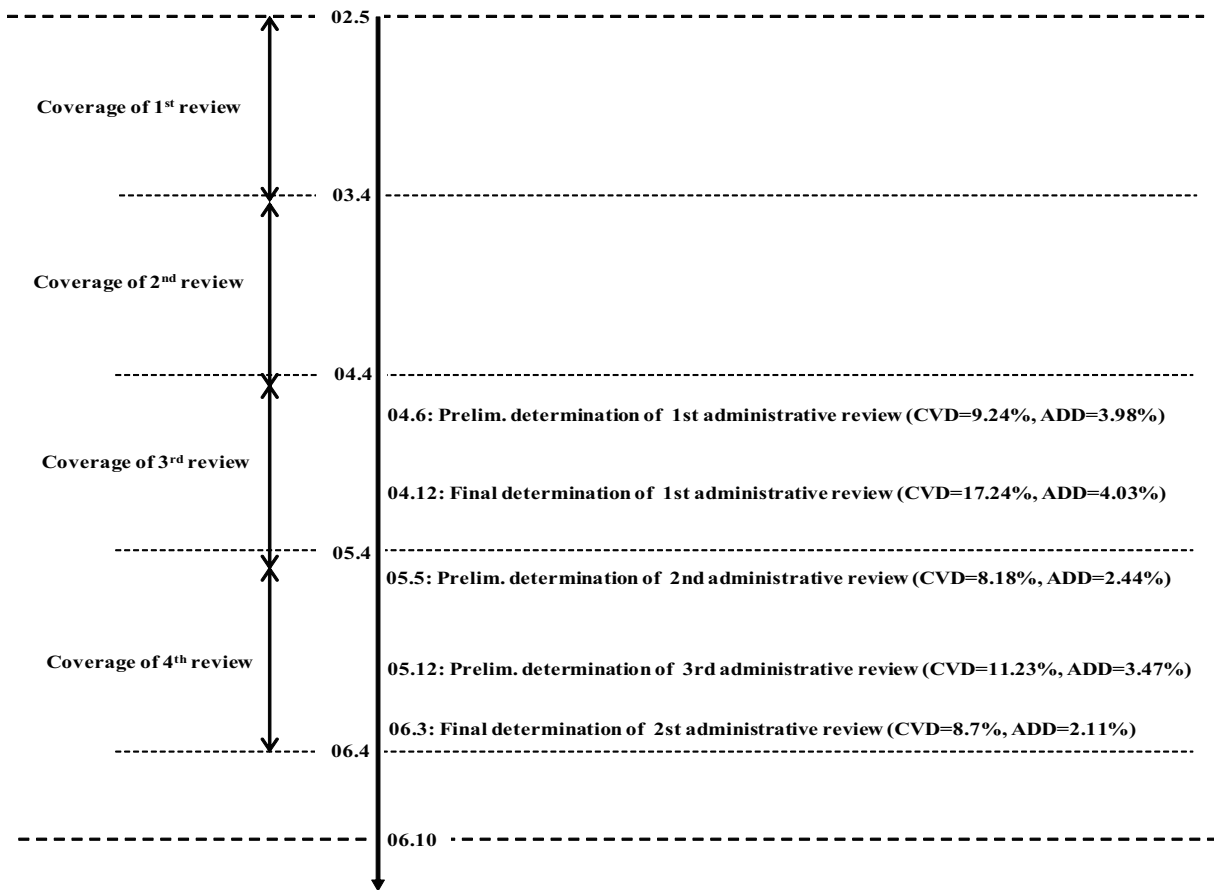 02.5
Coverage of 1st review
03.4
Coverage of 2nd review
04.4
04.6: Prelim. determination of 1st administrative review (CVD=9.24%, ADD=3.98%)
Coverage of 3rd review
04.12: Final determination of 1st administrative review (CVD=17.24%, ADD=4.03%)
05.4
05.5: Prelim. determination of 2nd administrative review (CVD=8.18%, ADD=2.44%)
Coverage of 4th review
05.12: Prelim. determination of 3rd administrative review (CVD=11.23%, ADD=3.47%)
06.3: Final determination of 2st administrative review (CVD=8.7%, ADD=2.11%)
06.4
06.10